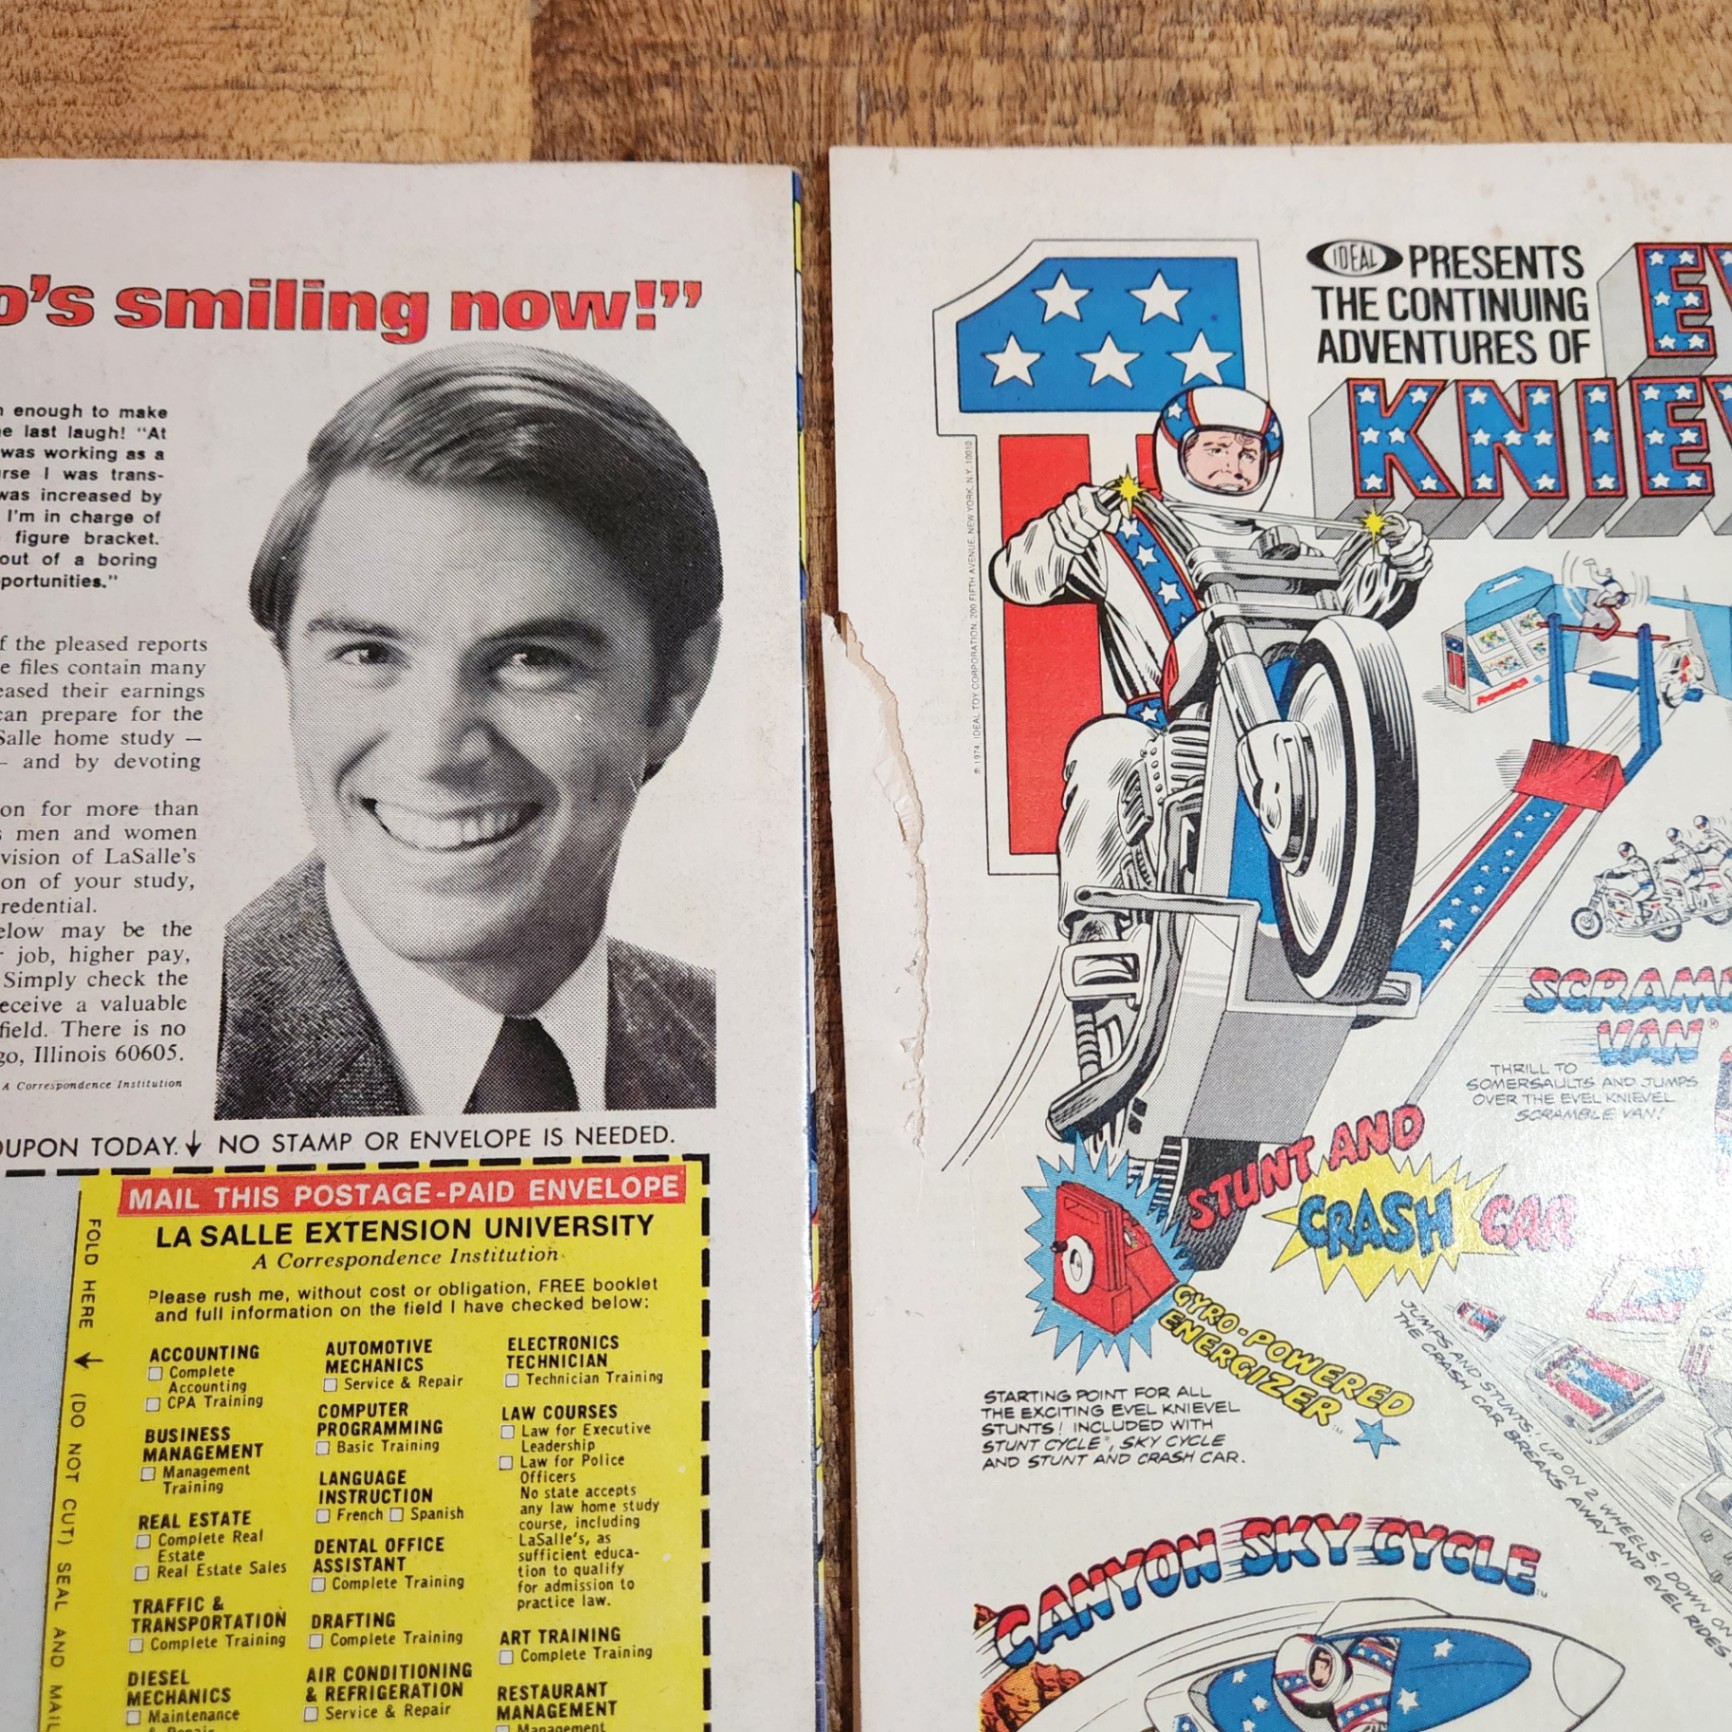 o's smiling now!”
enough to make
e last laugh! “At
was working as a
rse I was trans-
was increased by
I'm in charge of
figure bracket.
out of a boring
portunities.”
f the pleased reports
e files contain many
eased their earnings
can prepare for the
Salle home study —
– and by devoting
on for more than
s men and women
vision of LaSalle's
on of your study,
redential.
elow may be the
r job, higher pay,
Simply check the
eceive a valuable
field. There is no
go, Illinois 60605.
A Correspondence Institution
OUPON TODAY. ↓ NO STAMP OR ENVELOPE IS NEEDED.
MAIL THIS POSTAGE-PAID ENVELOPE
LA SALLE EXTENSION UNIVERSITY
A Correspondence Institution
Please rush me, without cost or obligation, FREE booklet
and full information on the field I have checked below:
FOLD HERE → (DO NOT CUT) SEAL AND MAIL
ACCOUNTING
Complete
Accounting
CPA Training
BUSINESS
MANAGEMENT
Management
Training
REAL ESTATE
Complete Real
Estate
Real Estate Sales
TRAFFIC &
TRANSPORTATION
Complete Training
DIESEL
MECHANICS
Maintenance
& Repair
AUTOMOTIVE
MECHANICS
Service & Repair
COMPUTER
PROGRAMMING
Basic Training
LANGUAGE
INSTRUCTION
French Spanish
DENTAL OFFICE
ASSISTANT
Complete Training
DRAFTING
Complete Training
AIR CONDITIONING
& REFRIGERATION
Service & Repair
ELECTRONICS
TECHNICIAN
Technician Training
LAW COURSES
Law for Executive
Leadership
Law for Police
Officers
No state accepts
any law home study
course, including
LaSalle's, as
sufficient educa-
tion to qualify
for admission to
practice law.
ART TRAINING
Complete Training
RESTAURANT
MANAGEMENT
Management
IDEAL PRESENTS
THE CONTINUING
ADVENTURES OF
EV
KNIEV
1
© 1974, IDEAL TOY CORPORATION, 200 FIFTH AVENUE, NEW YORK, N.Y. 10010
SCRAM
VAN®
THRILL TO
SOMERSAULTS AND JUMPS
OVER THE EVEL KNIEVEL
SCRAMBLE VAN!
STUNT AND
CRASH CAR
GYRO-POWERED
ENERGIZER™
STARTING POINT FOR ALL
THE EXCITING EVEL KNIEVEL
STUNTS! INCLUDED WITH
STUNT CYCLE®, SKY CYCLE
AND STUNT AND CRASH CAR.
JUMPS AND STUNTS, UP ON 2 WHEELS! DOWN ON
THE CRASH CAR BREAKS AWAY AND EVEL RIDES
CANYON SKY CYCLE™